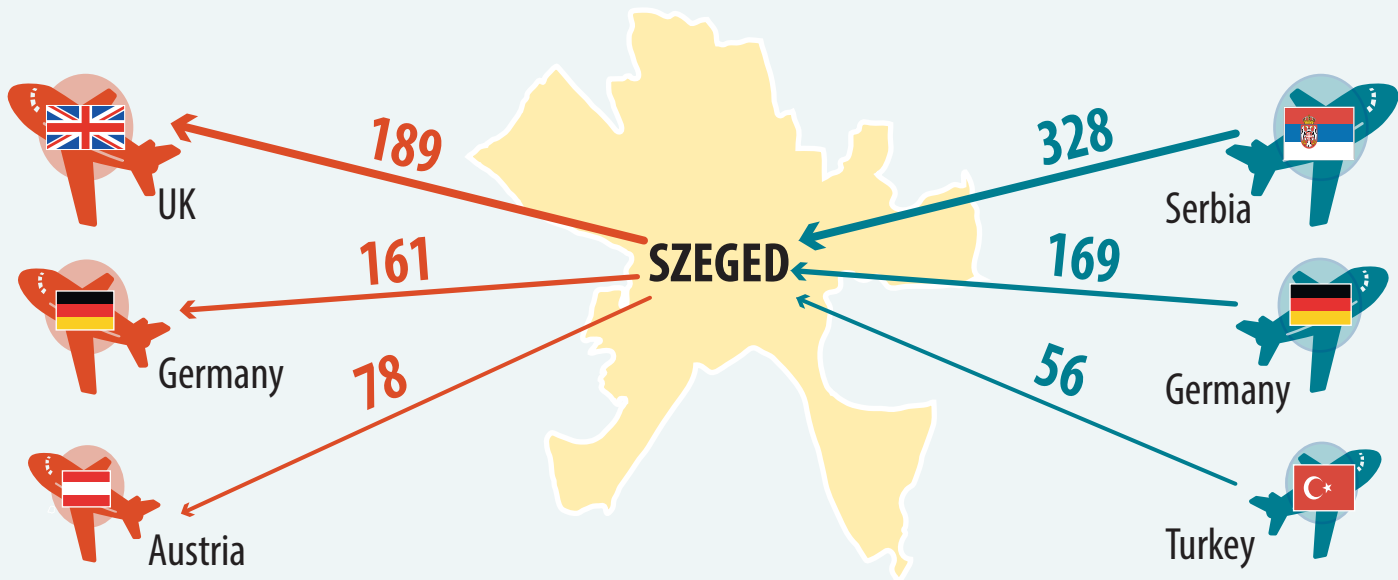 189
UK
161
Germany
78
Austria
SZEGED
328
Serbia
169
Germany
56
Turkey